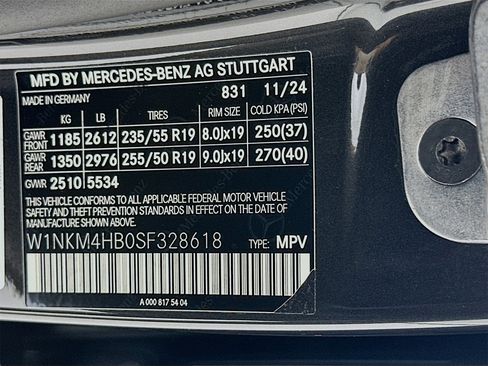 MFD BY MERCEDES-BENZ AG STUTTGART
MADE IN GERMANY 831 11/24
KG LB TIRES RIM SIZE COLD KPA(PSI)
GAWR FRONT 1185 2612 235/55 R19 8.0Jx19 250(37)
GAWR REAR 1350 2976 255/50 R19 9.0Jx19 270(40)
GVWR 2510 5534
THIS VEHICLE CONFORMS TO ALL APPLICABLE FEDERAL MOTOR VEHICLE
SAFETY, BUMPER, AND THEFT PREVENTION STANDARDS IN EFFECT ON THE DATE
OF MANUFACTURE SHOWN ABOVE.
W1NKM4HB0SF328618 TYPE: MPV
A 000 817 54 04